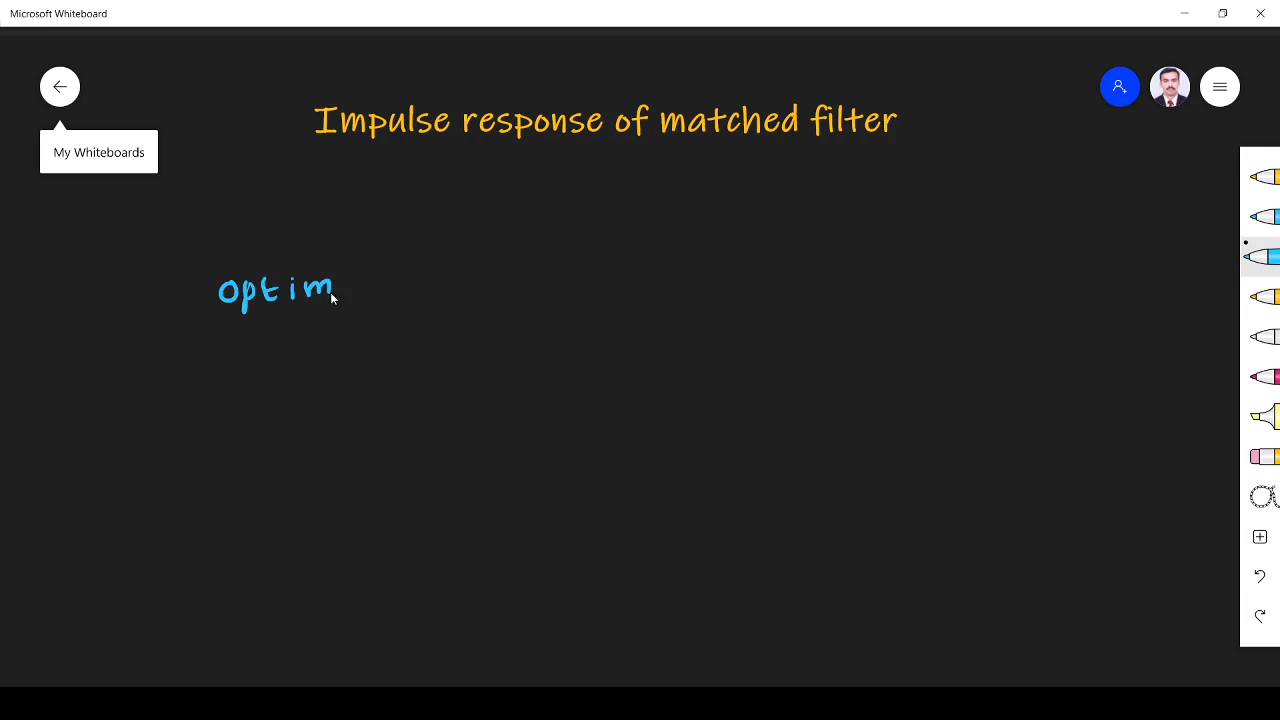 Microsoft Whiteboard
Impulse response of matched filter
My Whiteboards
optim